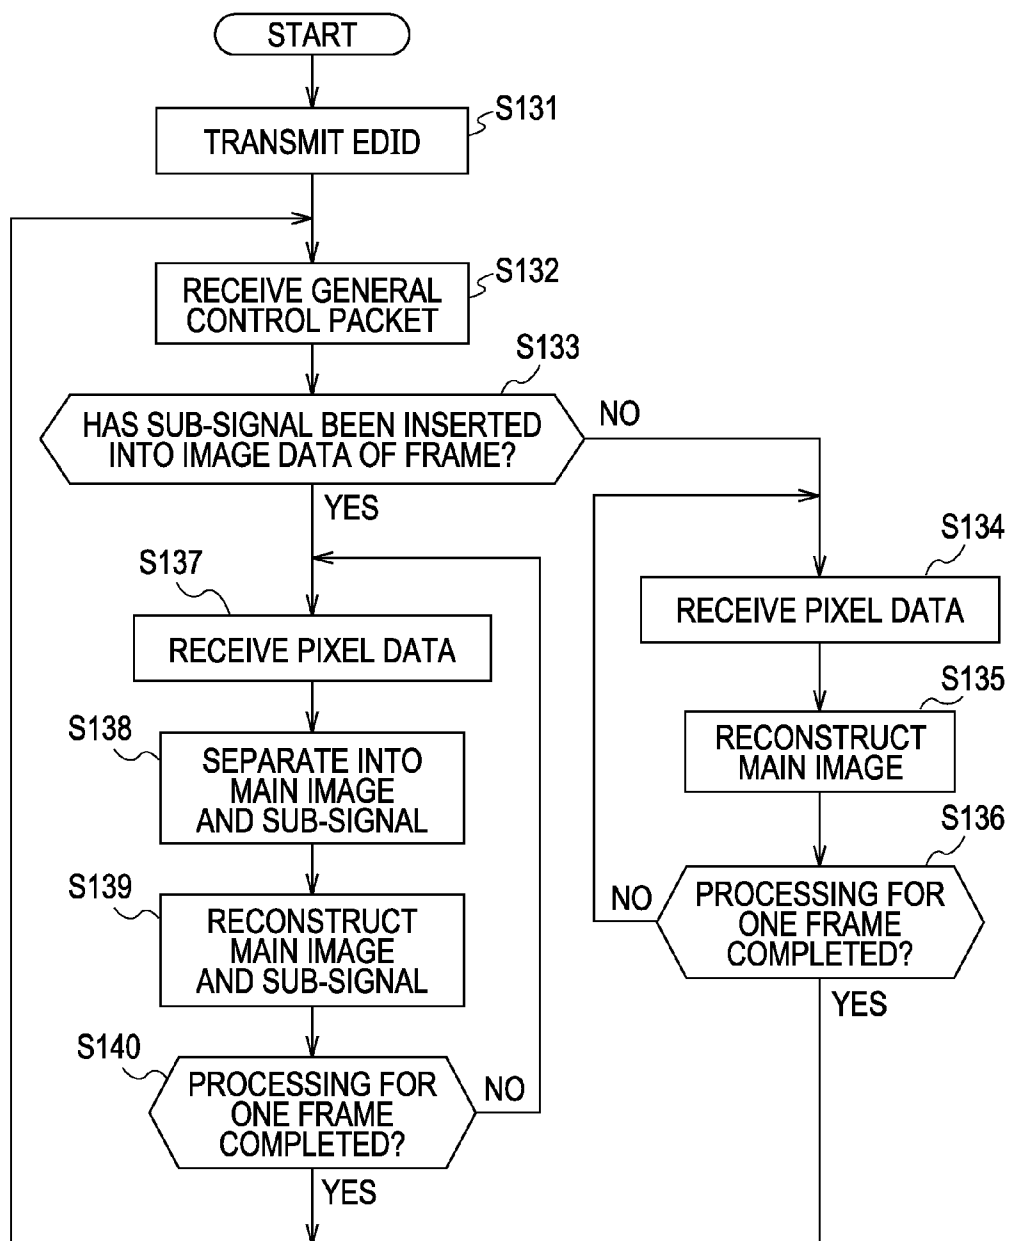 START
S131
TRANSMIT EDID
S132
RECEIVE GENERAL
CONTROL PACKET
S133
HAS SUB-SIGNAL BEEN INSERTED
INTO IMAGE DATA OF FRAME?
NO
YES
S134
RECEIVE PIXEL DATA
S135
RECONSTRUCT
MAIN IMAGE
S136
PROCESSING FOR
ONE FRAME
COMPLETED?
NO
YES
S137
RECEIVE PIXEL DATA
S138
SEPARATE INTO
MAIN IMAGE
AND SUB-SIGNAL
S139
RECONSTRUCT
MAIN IMAGE
AND SUB-SIGNAL
S140
PROCESSING FOR
ONE FRAME
COMPLETED?
NO
YES